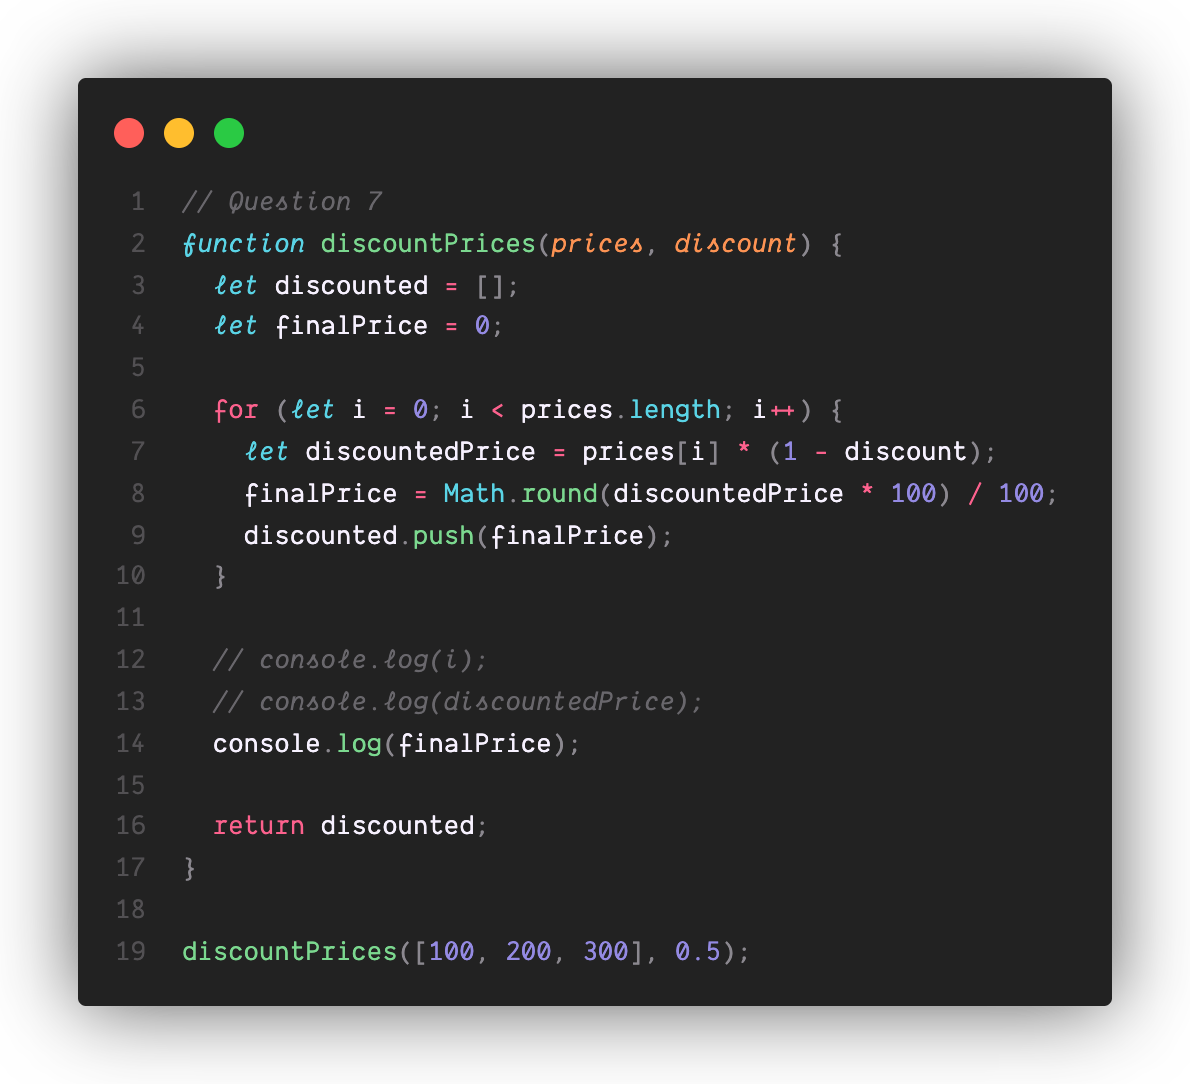 1 // Question 7
2 function discountPrices(prices, discount) {
3   let discounted = [];
4   let finalPrice = 0;
5
6   for (let i = 0; i < prices.length; i++) {
7     let discountedPrice = prices[i] * (1 - discount);
8     finalPrice = Math.round(discountedPrice * 100) / 100;
9     discounted.push(finalPrice);
10   }
11
12   // console.log(i);
13   // console.log(discountedPrice);
14   console.log(finalPrice);
15
16   return discounted;
17 }
18
19 discountPrices([100, 200, 300], 0.5);